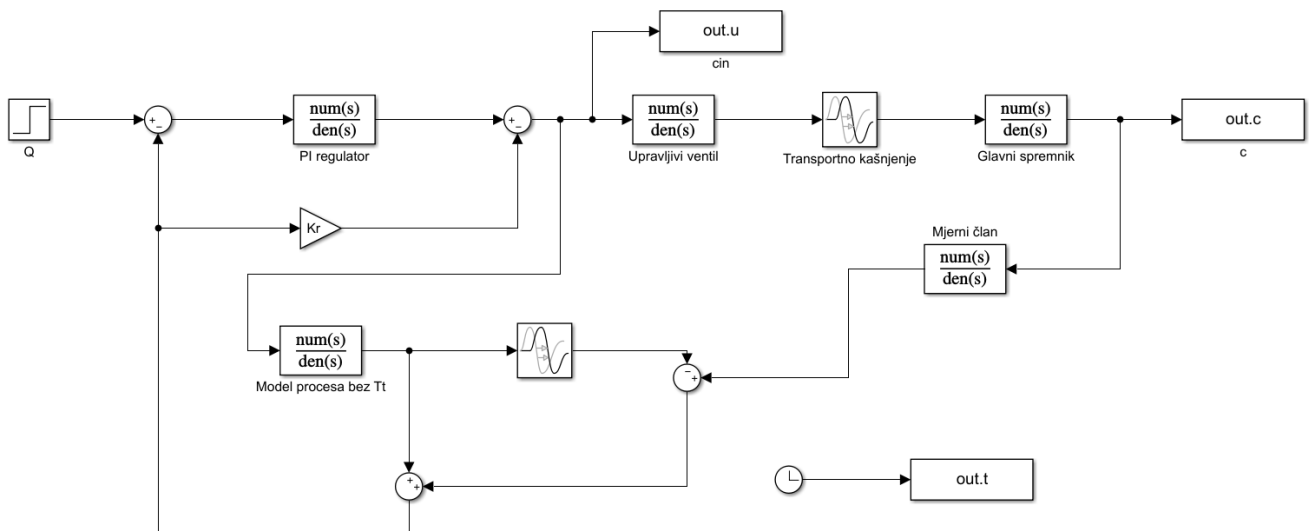 out.u
cin
Q
+
−
num(s)
den(s)
PI regulator
+
−
num(s)
den(s)
Upravljivi ventil
Transportno kašnjenje
num(s)
den(s)
Glavni spremnik
out.c
c
Kr
Mjerni član
num(s)
den(s)
num(s)
den(s)
Model procesa bez Tt
−
+
+
+
out.t